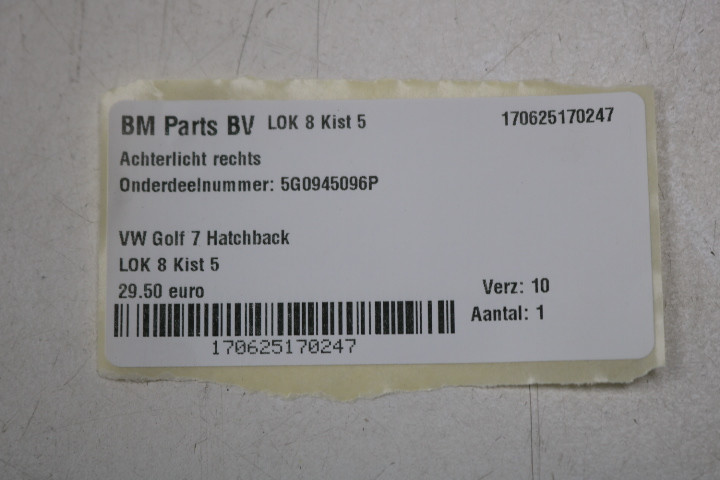 BM Parts BV LOK 8 Kist 5 170625170247
Achterlicht rechts
Onderdeelnummer: 5G0945096P
VW Golf 7 Hatchback
LOK 8 Kist 5
29.50 euro Verz: 10
Aantal: 1
170625170247